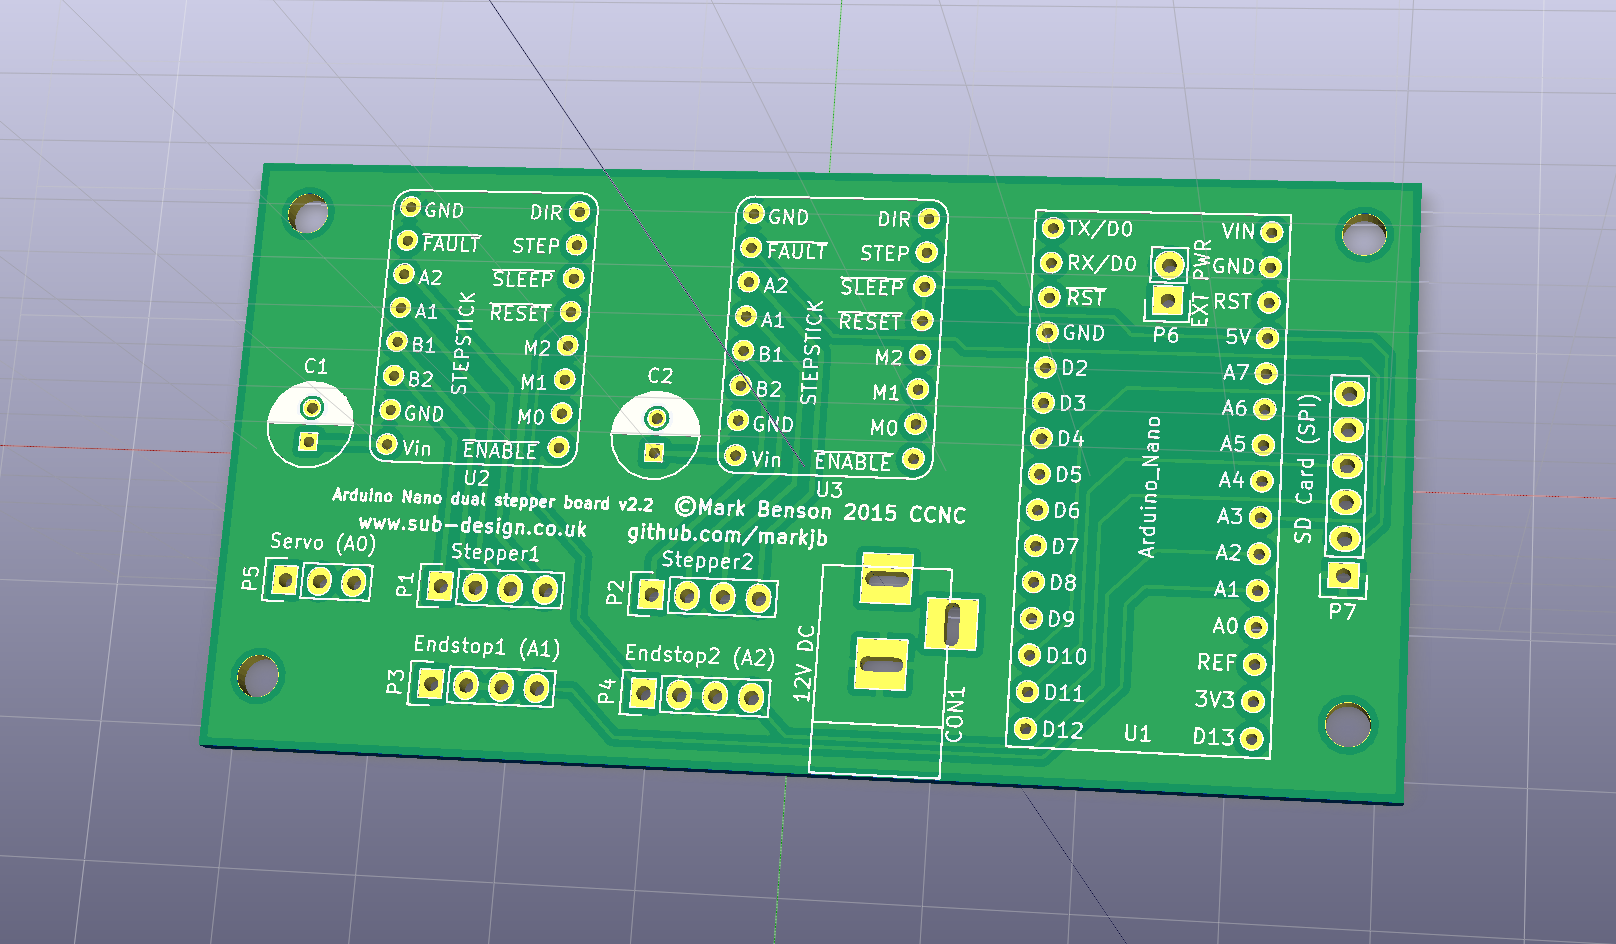 GND DIR
FAULT STEP
A2 SLEEP
A1 RESET
B1 M2
B2 M1
GND M0
Vin ENABLE
STEPSTICK
U2
C1
GND DIR
FAULT STEP
A2 SLEEP
A1 RESET
B1 M2
B2 M1
GND M0
Vin ENABLE
STEPSTICK
U3
C2
TX/D0 VIN
RX/D0 GND
RST RST
GND 5V
D2 A7
D3 A6
D4 A5
D5 A4
D6 A3
D7 A2
D8 A1
D9 A0
D10 REF
D11 3V3
D12 D13
Arduino_Nano
U1
EXT PWR
P6
SD Card (SPI)
P7
Arduino Nano dual stepper board v2.2
©Mark Benson 2015 CCNC
www.sub-design.co.uk
github.com/markjb
Servo (A0)
P5
Stepper1
P1
Stepper2
P2
Endstop1 (A1)
P3
Endstop2 (A2)
P4
12V DC
CON1